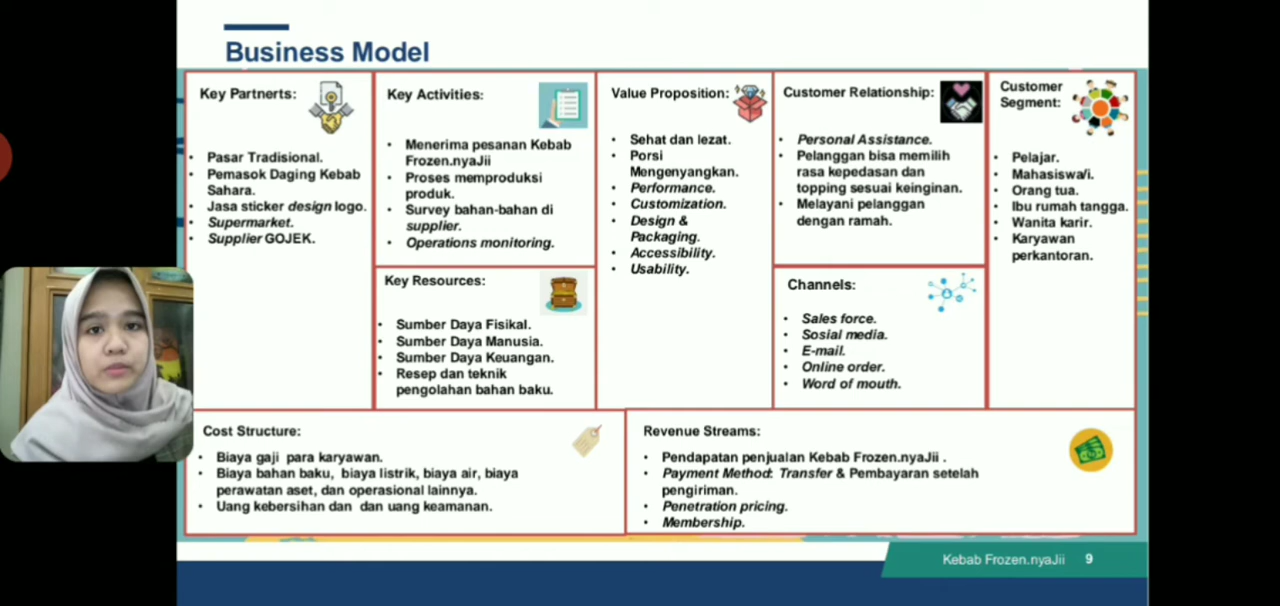 Business Model
Key Partnerts:
Pasar Tradisional.
Pemasok Daging Kebab
Sahara.
Jasa sticker design logo.
Supermarket.
Supplier GOJEK.
Key Activities:
Menerima pesanan Kebab
Frozen.nyaJii
Proses memproduksi
produk.
Survey bahan-bahan di
supplier.
Operations monitoring.
Key Resources:
Sumber Daya Fisikal.
Sumber Daya Manusia.
Sumber Daya Keuangan.
Resep dan teknik
pengolahan bahan baku.
Value Proposition:
Sehat dan lezat.
Porsi
Mengenyangkan.
Performance.
Customization.
Design &
Packaging.
Accessibility.
Usability.
Customer Relationship:
Personal Assistance.
Pelanggan bisa memilih
rasa kepedasan dan
topping sesuai keinginan.
Melayani pelanggan
dengan ramah.
Channels:
Sales force.
Sosial media.
E-mail.
Online order.
Word of mouth.
Customer
Segment:
Pelajar.
Mahasiswa/i.
Orang tua.
Ibu rumah tangga.
Wanita karir.
Karyawan
perkantoran.
Cost Structure:
Biaya gaji para karyawan.
Biaya bahan baku, biaya listrik, biaya air, biaya
perawatan aset, dan operasional lainnya.
Uang kebersihan dan dan uang keamanan.
Revenue Streams:
Pendapatan penjualan Kebab Frozen.nyaJii .
Payment Method: Transfer & Pembayaran setelah
pengiriman.
Penetration pricing.
Membership.
Kebab Frozen.nyaJii 9